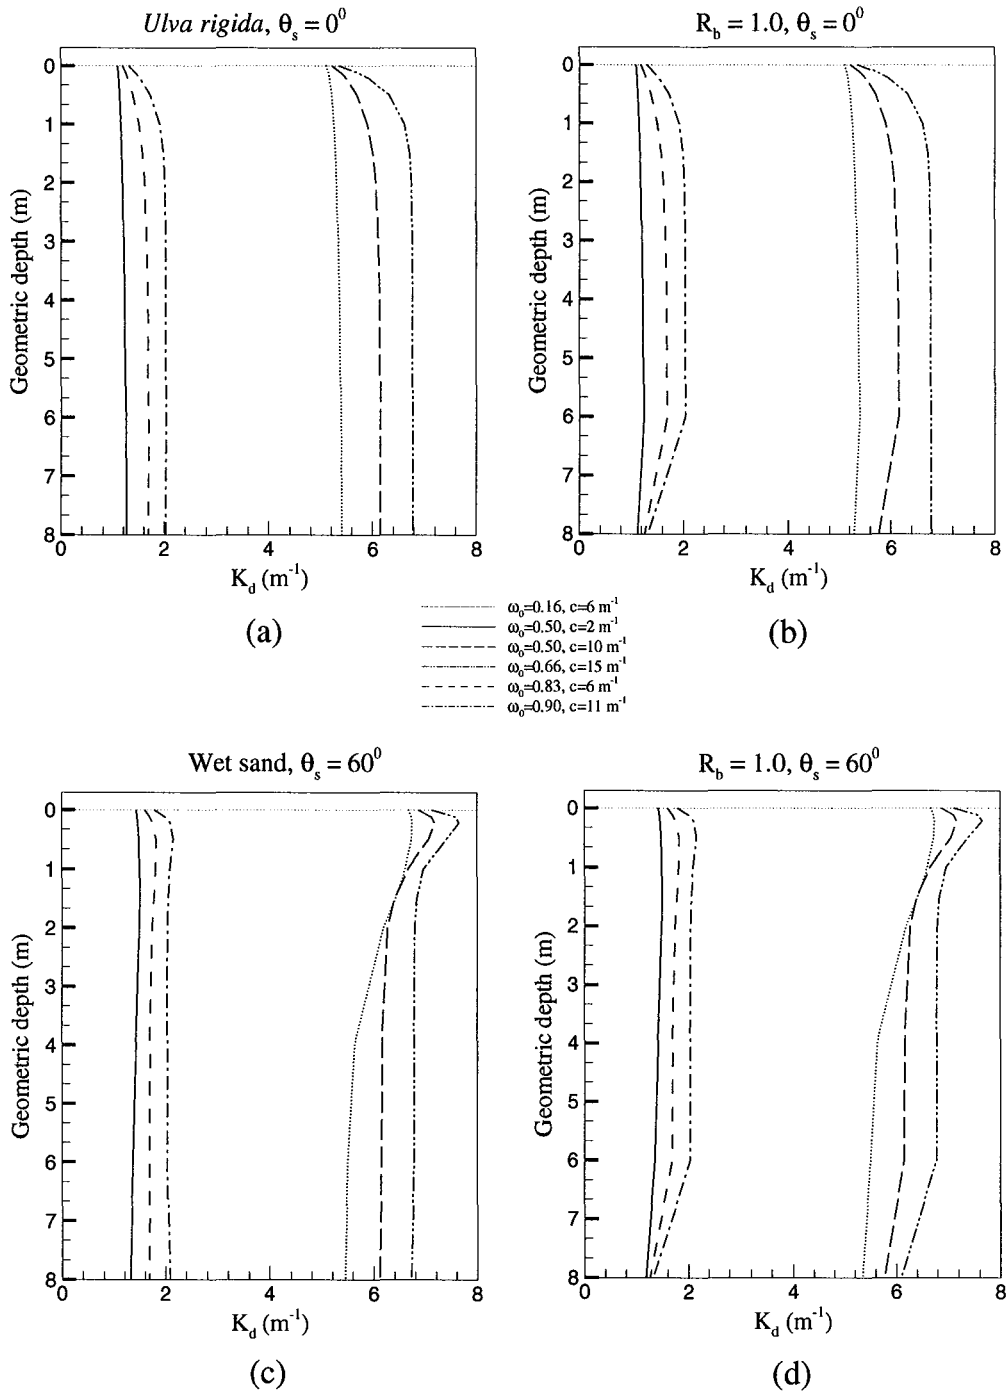 Ulva rigida, θs = 0⁰
Geometric depth (m)
0
1
2
3
4
5
6
7
8
0 2 4 6 8
Kd (m⁻¹)
(a)
Rb = 1.0, θs = 0⁰
Geometric depth (m)
0
1
2
3
4
5
6
7
8
0 2 4 6 8
Kd (m⁻¹)
(b)
ω0=0.16, c=6 m⁻¹
ω0=0.50, c=2 m⁻¹
ω0=0.50, c=10 m⁻¹
ω0=0.66, c=15 m⁻¹
ω0=0.83, c=6 m⁻¹
ω0=0.90, c=11 m⁻¹
Wet sand, θs = 60⁰
Geometric depth (m)
0
1
2
3
4
5
6
7
8
0 2 4 6 8
Kd (m⁻¹)
(c)
Rb = 1.0, θs = 60⁰
Geometric depth (m)
0
1
2
3
4
5
6
7
8
0 2 4 6 8
Kd (m⁻¹)
(d)